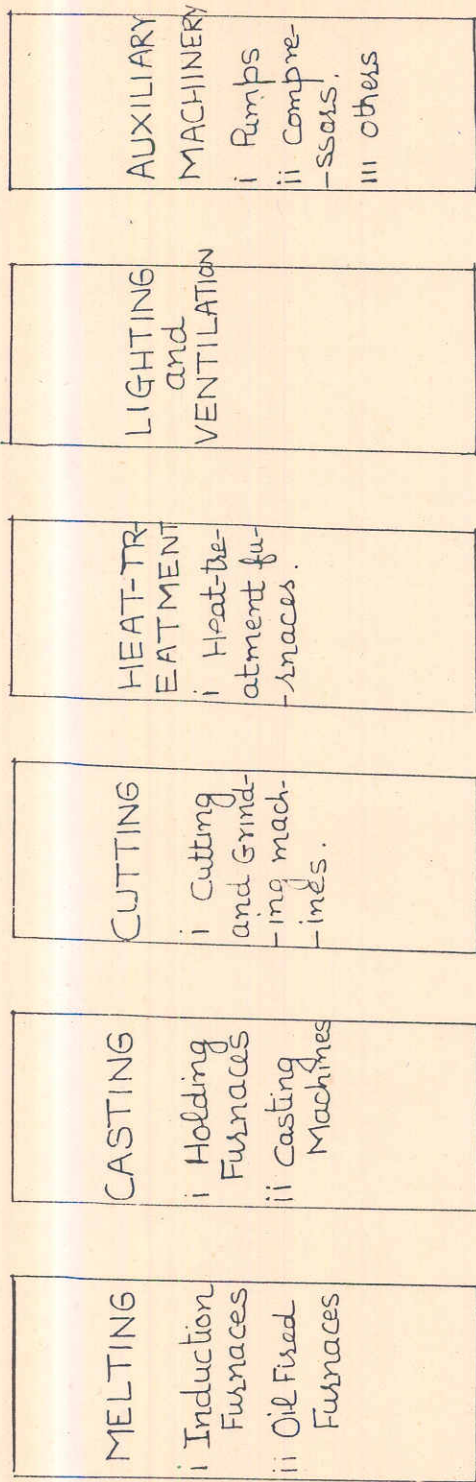 MELTING
i Induction
Furnaces
ii Oil Fired
Furnaces
CASTING
i Holding
Furnaces
ii Casting
Machines
CUTTING
i Cutting
and Grind-
-ing mach-
-ines.
HEAT-TR-
EATMENT
i Heat-tre-
atment fu-
-rnaces.
LIGHTING
and
VENTILATION
AUXILIARY
MACHINERY
i Pumps
ii Compre-
-ssors.
iii others